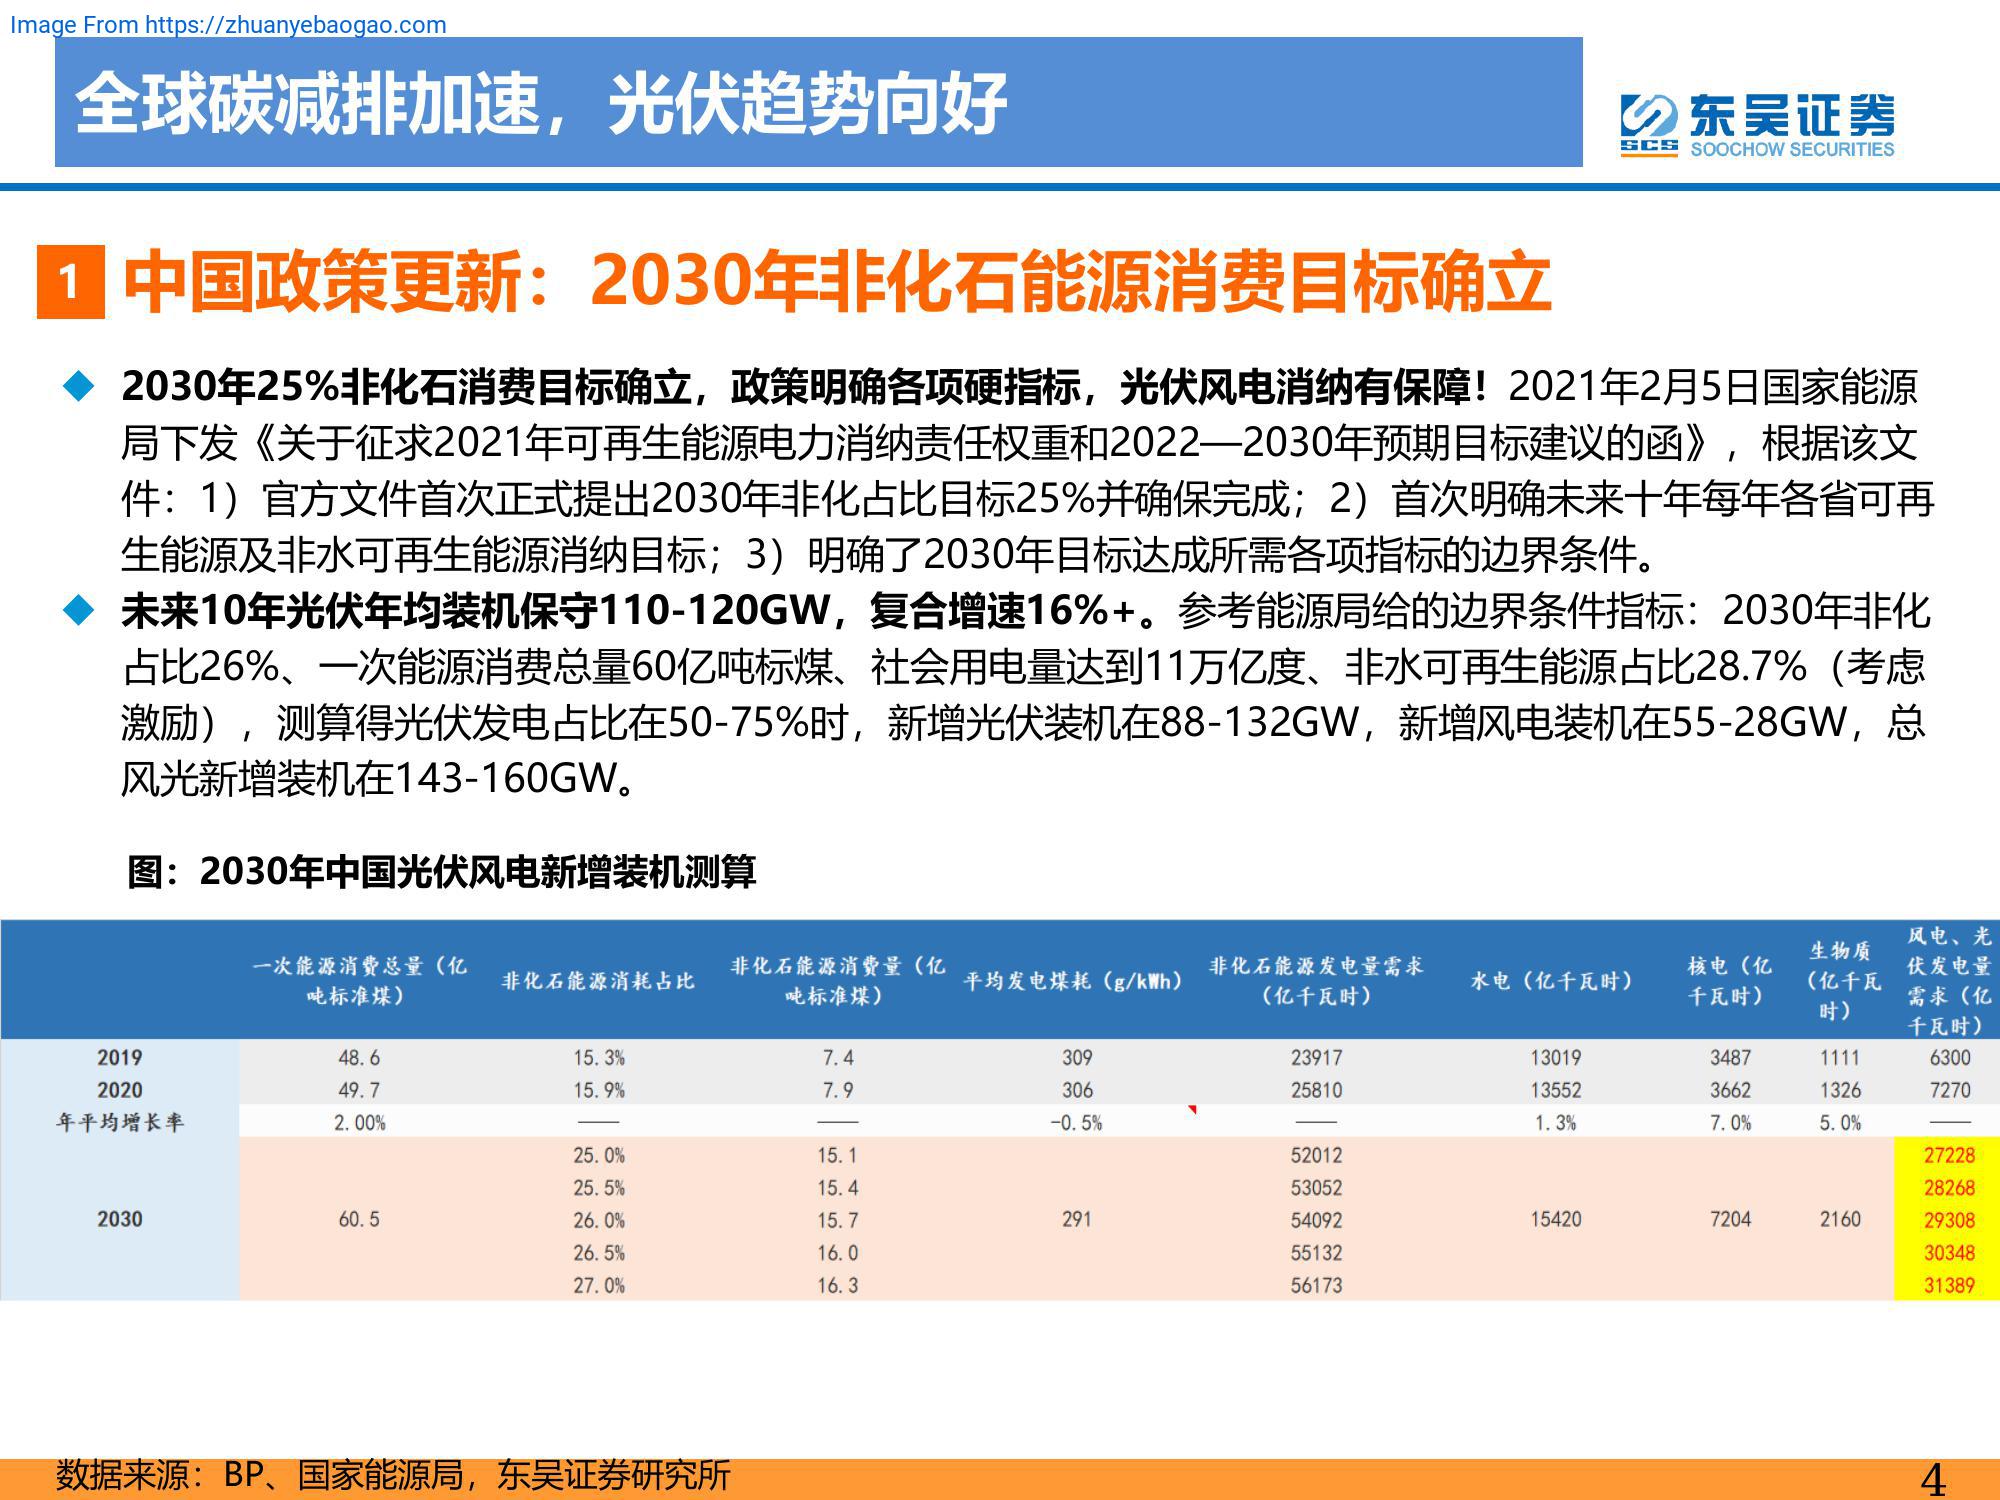 Image From https://zhuanyebaogao.com
全球碳减排加速，光伏趋势向好
东吴证券
SCS SOOCHOW SECURITIES
1 中国政策更新：2030年非化石能源消费目标确立
2030年25%非化石消费目标确立，政策明确各项硬指标，光伏风电消纳有保障！2021年2月5日国家能源
局下发《关于征求2021年可再生能源电力消纳责任权重和2022—2030年预期目标建议的函》，根据该文
件：1）官方文件首次正式提出2030年非化占比目标25%并确保完成；2）首次明确未来十年每年各省可再
生能源及非水可再生能源消纳目标；3）明确了2030年目标达成所需各项指标的边界条件。
未来10年光伏年均装机保守110-120GW，复合增速16%+。参考能源局给的边界条件指标：2030年非化
占比26%、一次能源消费总量60亿吨标煤、社会用电量达到11万亿度、非水可再生能源占比28.7%（考虑
激励），测算得光伏发电占比在50-75%时，新增光伏装机在88-132GW，新增风电装机在55-28GW，总
风光新增装机在143-160GW。
图：2030年中国光伏风电新增装机测算
一次能源消费总量（亿
吨标准煤）
非化石能源消耗占比
非化石能源消费量（亿
吨标准煤）
平均发电煤耗（g/kWh）
非化石能源发电量需求
（亿千瓦时）
水电（亿千瓦时）
核电（亿
千瓦时）
生物质
（亿千瓦
时）
风电、光
伏发电量
需求（亿
千瓦时）
2019 48.6 15.3% 7.4 309 23917 13019 3487 1111 6300
2020 49.7 15.9% 7.9 306 25810 13552 3662 1326 7270
年平均增长率 2.00% —— —— -0.5% —— 1.3% 7.0% 5.0% ——
25.0% 15.1 52012 27228
25.5% 15.4 53052 28268
2030 60.5 26.0% 15.7 291 54092 15420 7204 2160 29308
26.5% 16.0 55132 30348
27.0% 16.3 56173 31389
数据来源：BP、国家能源局，东吴证券研究所
4